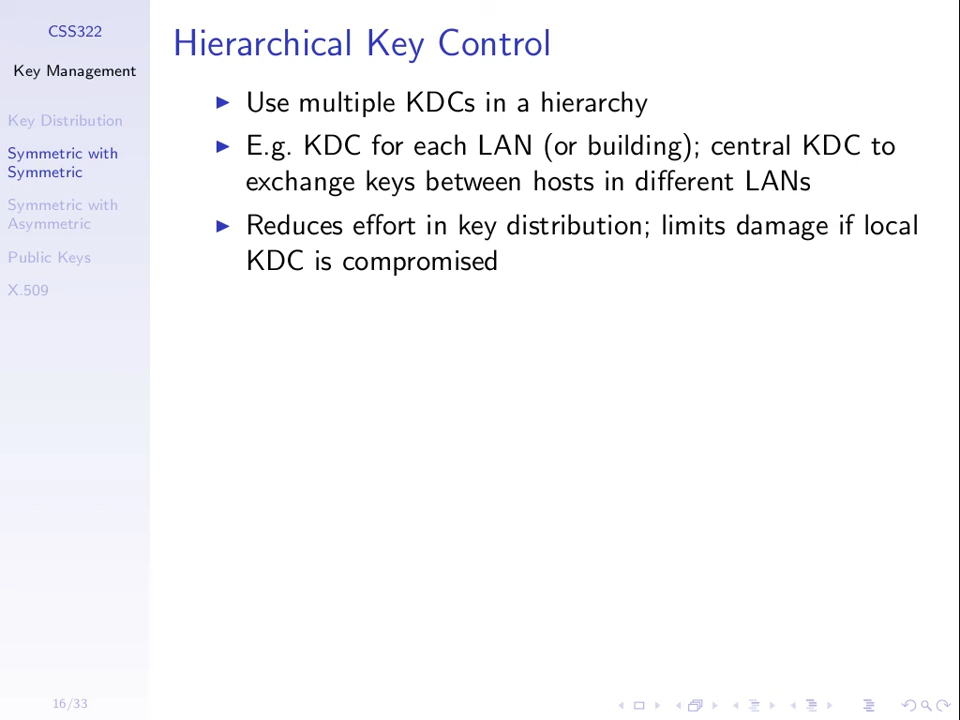 CSS322
Key Management
Key Distribution
Symmetric with
Symmetric
Symmetric with
Asymmetric
Public Keys
X.509
16/33
Hierarchical Key Control
Use multiple KDCs in a hierarchy
E.g. KDC for each LAN (or building); central KDC to
exchange keys between hosts in different LANs
Reduces effort in key distribution; limits damage if local
KDC is compromised